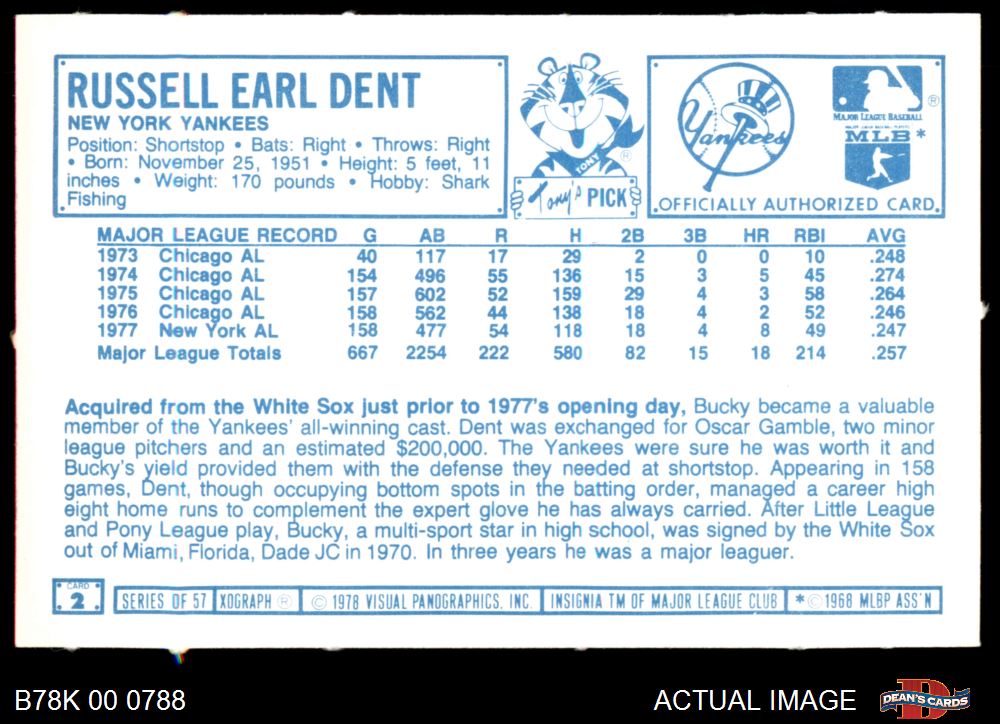 RUSSELL EARL DENT
NEW YORK YANKEES
Position: Shortstop • Bats: Right • Throws: Right
• Born: November 25, 1951 • Height: 5 feet, 11
inches • Weight: 170 pounds • Hobby: Shark
Fishing
TONY
®
Tony's PICK
Yankees
®
MAJOR LEAGUE BASEBALL
MAJOR LEAGUE BASEBALL PLAYERS
MLB *
OFFICIALLY AUTHORIZED CARD
MAJOR LEAGUE RECORD G AB R H 2B 3B HR RBI AVG
1973 Chicago AL 40 117 17 29 2 0 0 10 .248
1974 Chicago AL 154 496 55 136 15 3 5 45 .274
1975 Chicago AL 157 602 52 159 29 4 3 58 .264
1976 Chicago AL 158 562 44 138 18 4 2 52 .246
1977 New York AL 158 477 54 118 18 4 8 49 .247
Major League Totals 667 2254 222 580 82 15 18 214 .257
Acquired from the White Sox just prior to 1977's opening day, Bucky became a valuable
member of the Yankees' all-winning cast. Dent was exchanged for Oscar Gamble, two minor
league pitchers and an estimated $200,000. The Yankees were sure he was worth it and
Bucky's yield provided them with the defense they needed at shortstop. Appearing in 158
games, Dent, though occupying bottom spots in the batting order, managed a career high
eight home runs to complement the expert glove he has always carried. After Little League
and Pony League play, Bucky, a multi-sport star in high school, was signed by the White Sox
out of Miami, Florida, Dade JC in 1970. In three years he was a major leaguer.
CARD
2
SERIES OF 57 XOGRAPH ® © 1978 VISUAL PANOGRAPHICS, INC. INSIGNIA TM OF MAJOR LEAGUE CLUB * © 1968 MLBP ASS'N
B78K 00 0788 ACTUAL IMAGE
D
DEAN'S CARDS